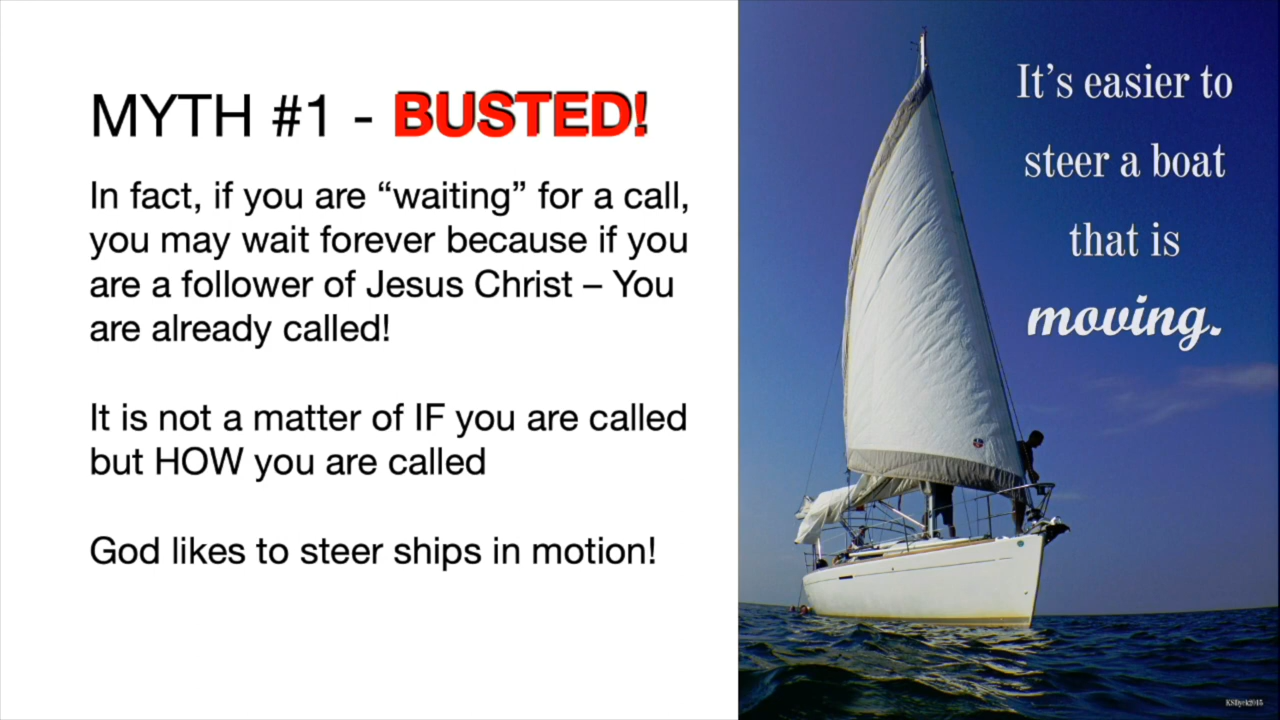 MYTH #1 - BUSTED!
In fact, if you are “waiting” for a call,
you may wait forever because if you
are a follower of Jesus Christ – You
are already called!
It is not a matter of IF you are called
but HOW you are called
God likes to steer ships in motion!
It’s easier to
steer a boat
that is
moving.